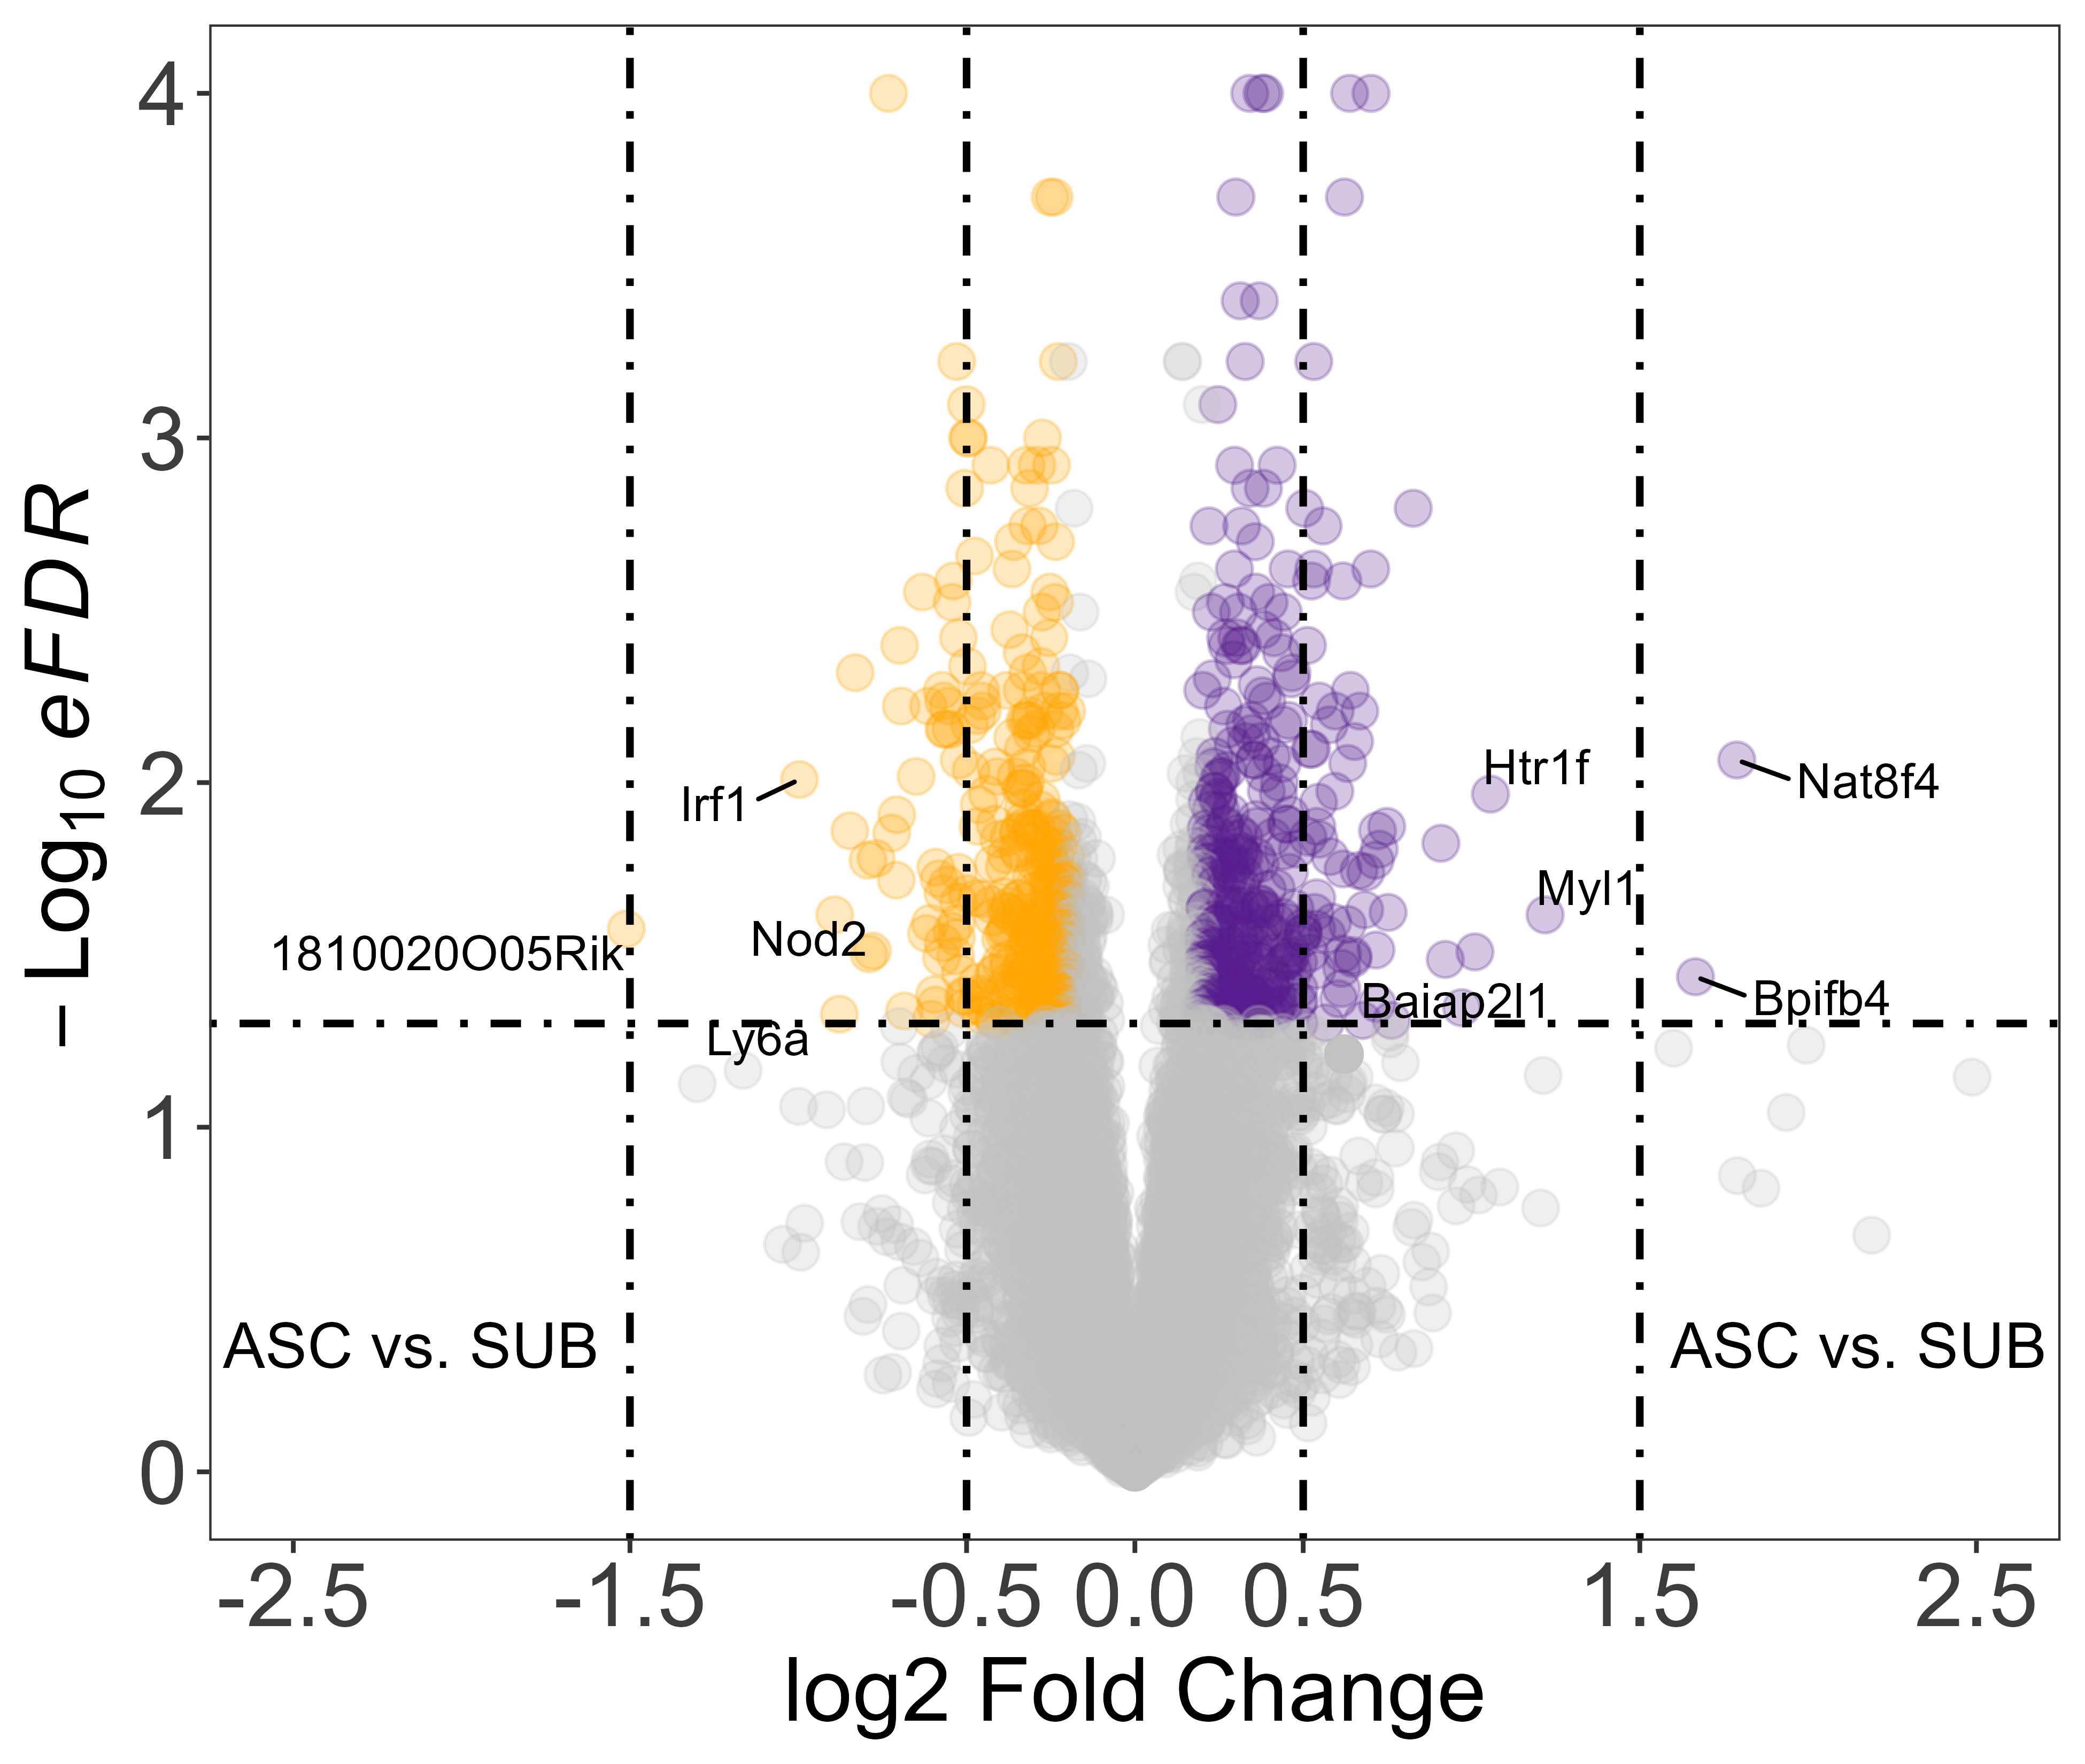 4
3
2
1
0
– Log10 eFDR
Htr1f
Nat8f4
Irf1
Myl1
Nod2
1810020O05Rik
Baiap2l1
Bpifb4
Ly6a
ASC vs. SUB
ASC vs. SUB
-2.5 -1.5 -0.5 0.0 0.5 1.5 2.5
log2 Fold Change